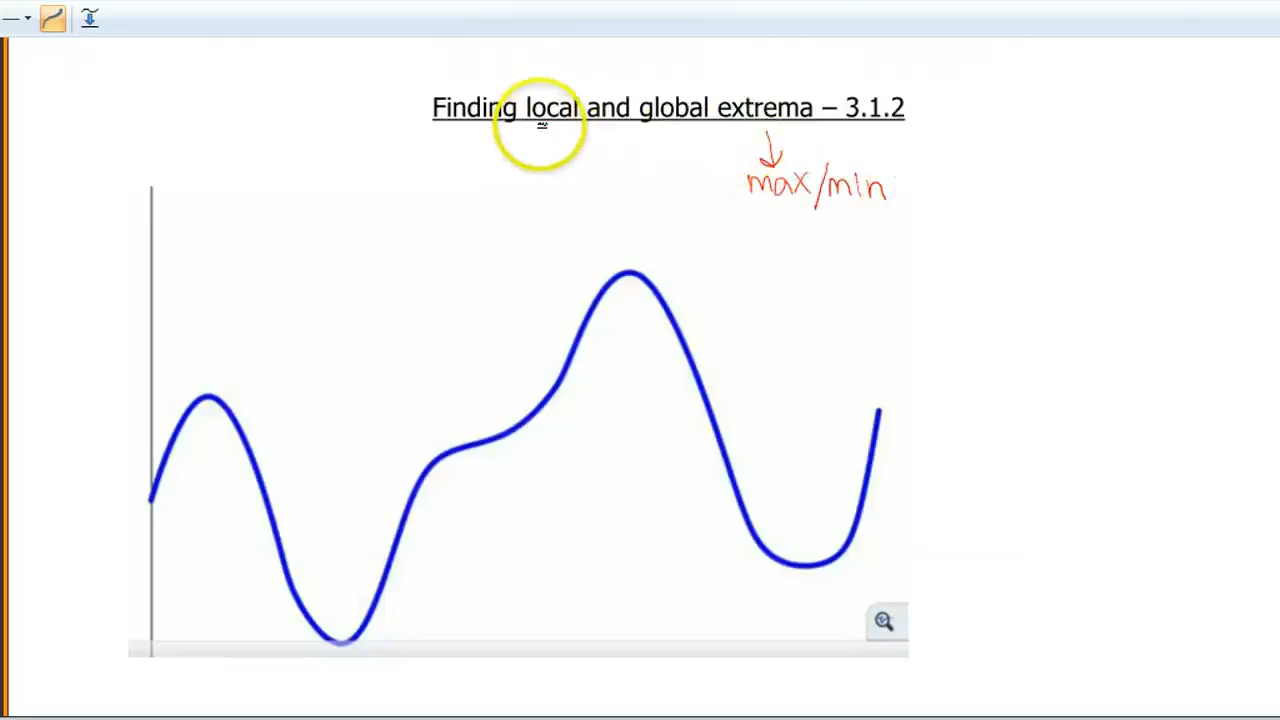 Finding local and global extrema – 3.1.2
max/min